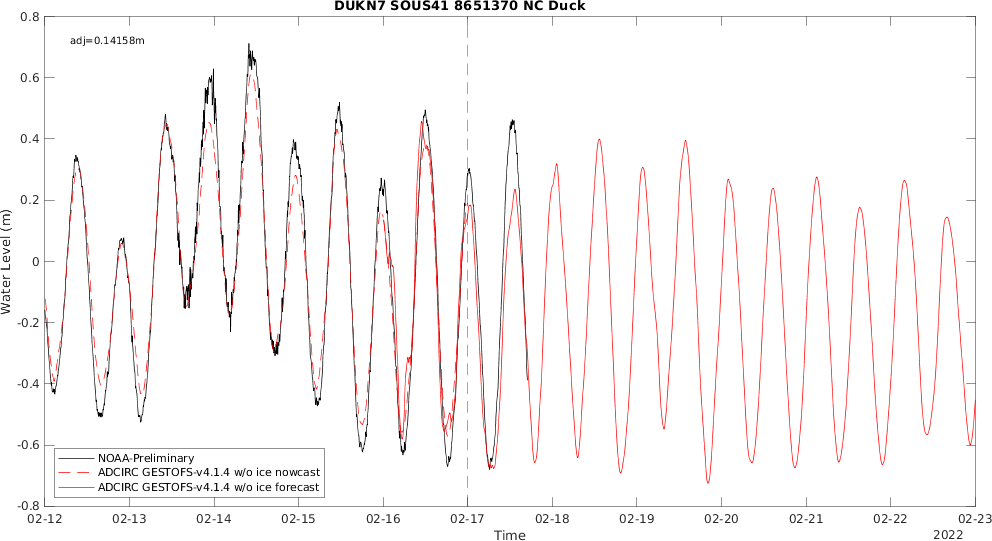 DUKN7 SOUS41 8651370 NC Duck
adj=0.14158m
0.8
0.6
0.4
0.2
0
-0.2
-0.4
-0.6
-0.8
Water Level (m)
NOAA-Preliminary
ADCIRC GESTOFS-v4.1.4 w/o ice nowcast
ADCIRC GESTOFS-v4.1.4 w/o ice forecast
02-12 02-13 02-14 02-15 02-16 02-17 02-18 02-19 02-20 02-21 02-22 02-23
Time
2022